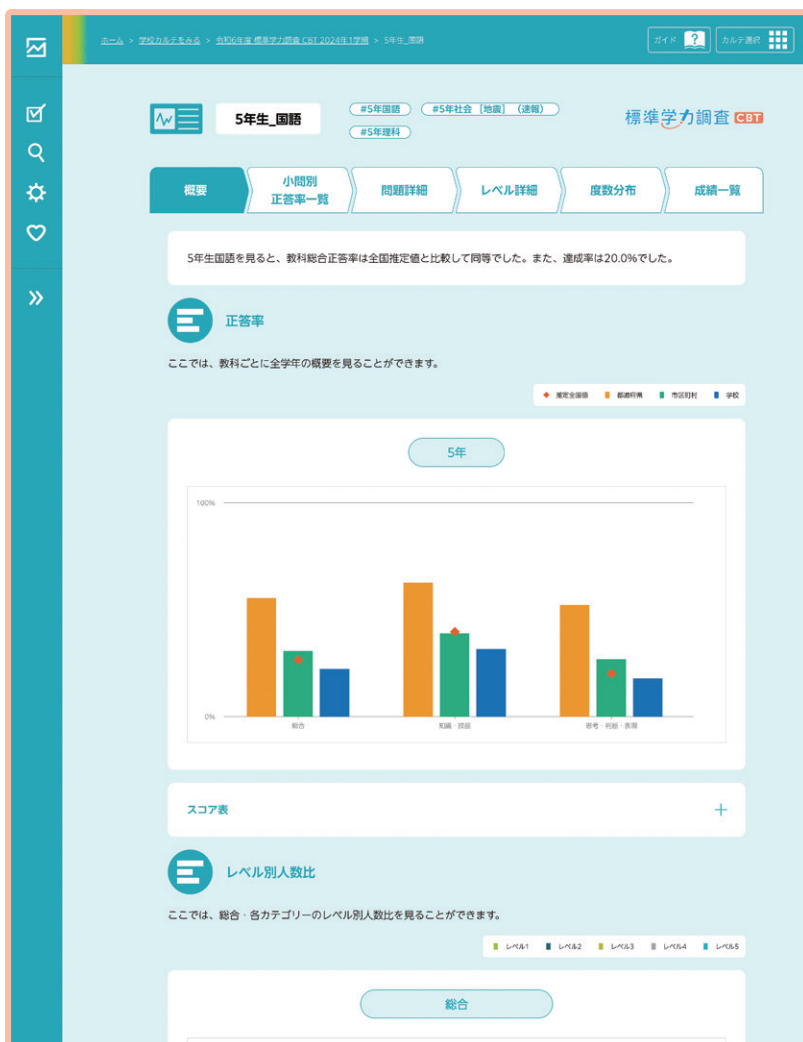 ホーム > 学校カルテをみる > 令和6年度 標準学力調査 CBT 2024年1学期 > 5年生_国語
ガイド
カルテ選択
5年生_国語
#5年国語
#5年社会［地震］（速報）
#5年理科
標準学力調査 CBT
概要
小問別
正答率一覧
問題詳細
レベル詳細
度数分布
成績一覧
5年生国語を見ると、教科総合正答率は全国推定値と比較して同等でした。また、達成率は20.0%でした。
正答率
ここでは、教科ごとに全学年の概要を見ることができます。
推定全国値 都道府県 市区町村 学校
5年
100%
0%
総合 知識・技能 思考・判断・表現
スコア表
レベル別人数比
ここでは、総合・各カテゴリーのレベル別人数比を見ることができます。
レベル1 レベル2 レベル3 レベル4 レベル5
総合